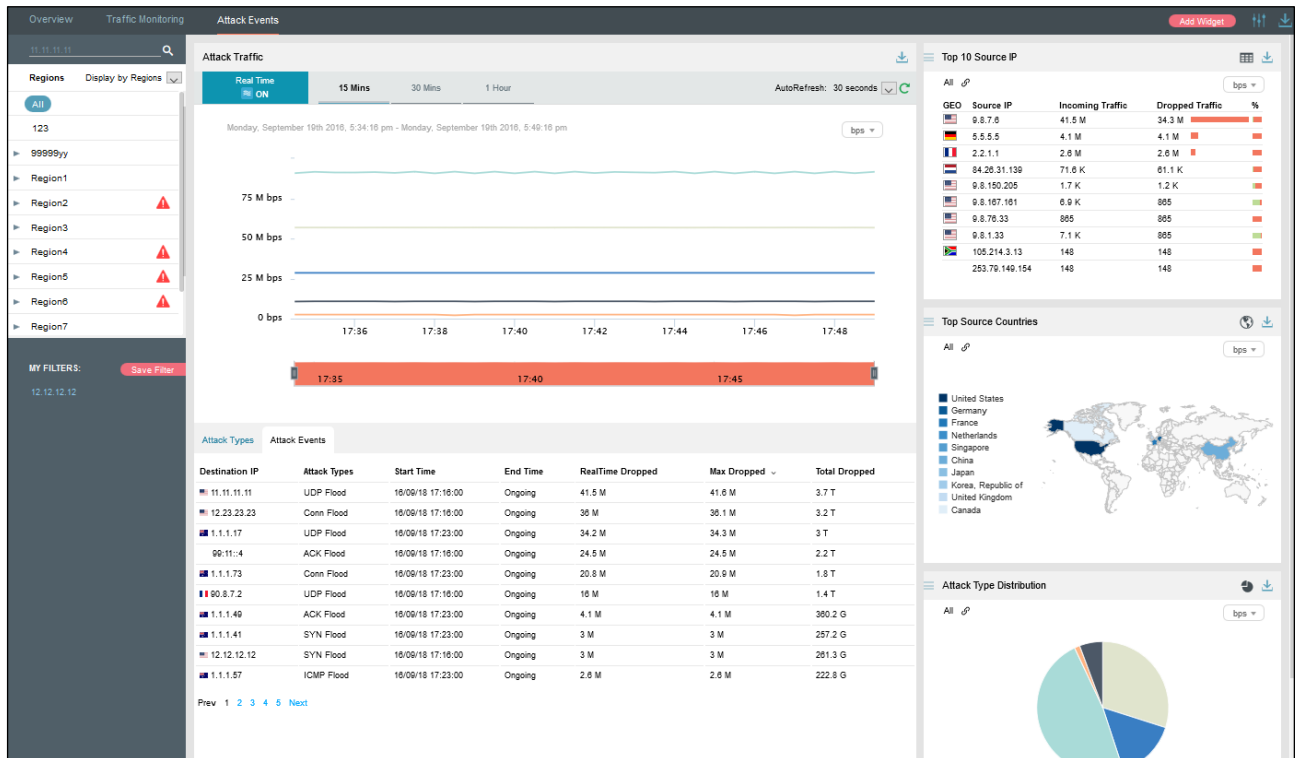 Overview Traffic Monitoring Attack Events Add Widget
11.11.11.11
Regions Display by Regions
All
123
99999yy
Region1
Region2
Region3
Region4
Region5
Region6
Region7
MY FILTERS: Save Filter
12.12.12.12
Attack Traffic
Real Time ON 15 Mins 30 Mins 1 Hour AutoRefresh: 30 seconds
Monday, September 19th 2016, 5:34:16 pm - Monday, September 19th 2016, 5:49:16 pm bps
75 M bps
50 M bps
25 M bps
0 bps
17:36 17:38 17:40 17:42 17:44 17:46 17:48
17:35 17:40 17:45
Attack Types Attack Events
Destination IP Attack Types Start Time End Time RealTime Dropped Max Dropped Total Dropped
11.11.11.11 UDP Flood 16/09/18 17:16:00 Ongoing 41.5 M 41.6 M 3.7 T
12.23.23.23 Conn Flood 16/09/18 17:16:00 Ongoing 36 M 36.1 M 3.2 T
1.1.1.17 UDP Flood 16/09/18 17:23:00 Ongoing 34.2 M 34.3 M 3 T
99:11::4 ACK Flood 16/09/18 17:16:00 Ongoing 24.5 M 24.5 M 2.2 T
1.1.1.73 Conn Flood 16/09/18 17:23:00 Ongoing 20.8 M 20.9 M 1.8 T
90.8.7.2 UDP Flood 16/09/18 17:16:00 Ongoing 16 M 16 M 1.4 T
1.1.1.49 ACK Flood 16/09/18 17:23:00 Ongoing 4.1 M 4.1 M 360.2 G
1.1.1.41 SYN Flood 16/09/18 17:23:00 Ongoing 3 M 3 M 257.2 G
12.12.12.12 SYN Flood 16/09/18 17:16:00 Ongoing 3 M 3 M 261.3 G
1.1.1.57 ICMP Flood 16/09/18 17:23:00 Ongoing 2.6 M 2.6 M 222.8 G
Prev 1 2 3 4 5 Next
Top 10 Source IP
All bps
GEO Source IP Incoming Traffic Dropped Traffic %
9.8.7.6 41.5 M 34.3 M
5.5.5.5 4.1 M 4.1 M
2.2.1.1 2.6 M 2.6 M
84.26.31.139 71.6 K 61.1 K
9.8.150.205 1.7 K 1.2 K
9.8.167.161 6.9 K 865
9.8.76.33 865 865
9.8.1.33 7.1 K 865
105.214.3.13 148 148
253.79.149.154 148 148
Top Source Countries
All bps
United States
Germany
France
Netherlands
Singapore
China
Japan
Korea, Republic of
United Kingdom
Canada
Attack Type Distribution
All bps